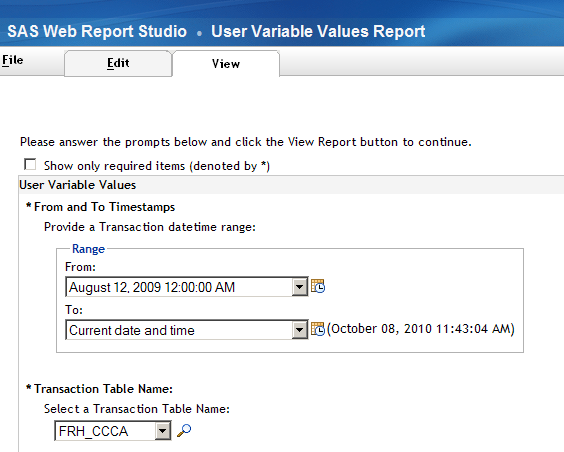 SAS Web Report Studio • User Variable Values Report
File Edit View
Please answer the prompts below and click the View Report button to continue.
Show only required items (denoted by *)
User Variable Values
* From and To Timestamps
Provide a Transaction datetime range:
Range
From:
August 12, 2009 12:00:00 AM
To:
Current date and time (October 08, 2010 11:43:04 AM)
* Transaction Table Name:
Select a Transaction Table Name:
FRH_CCCA